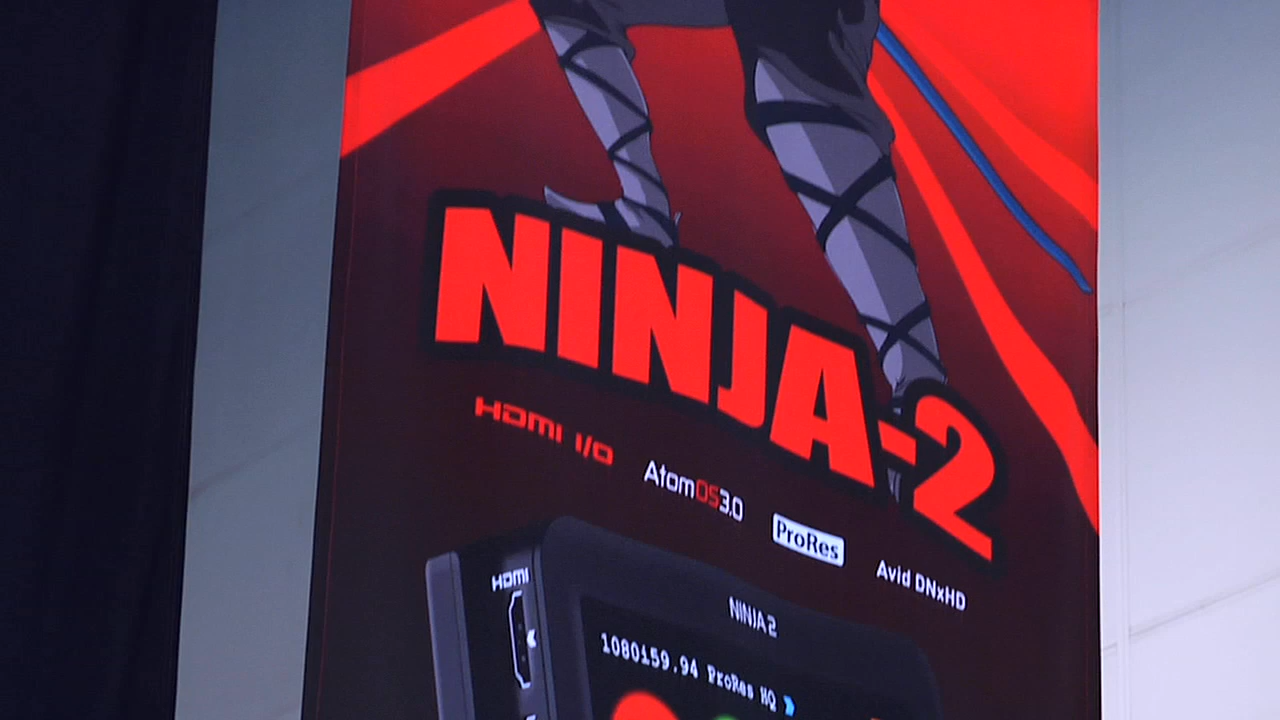 NINJA-2
HDMI I/O
AtomOS3.0
ProRes
Avid DNxHD
HDMI
NINJA2
1080i59.94 ProRes HQ